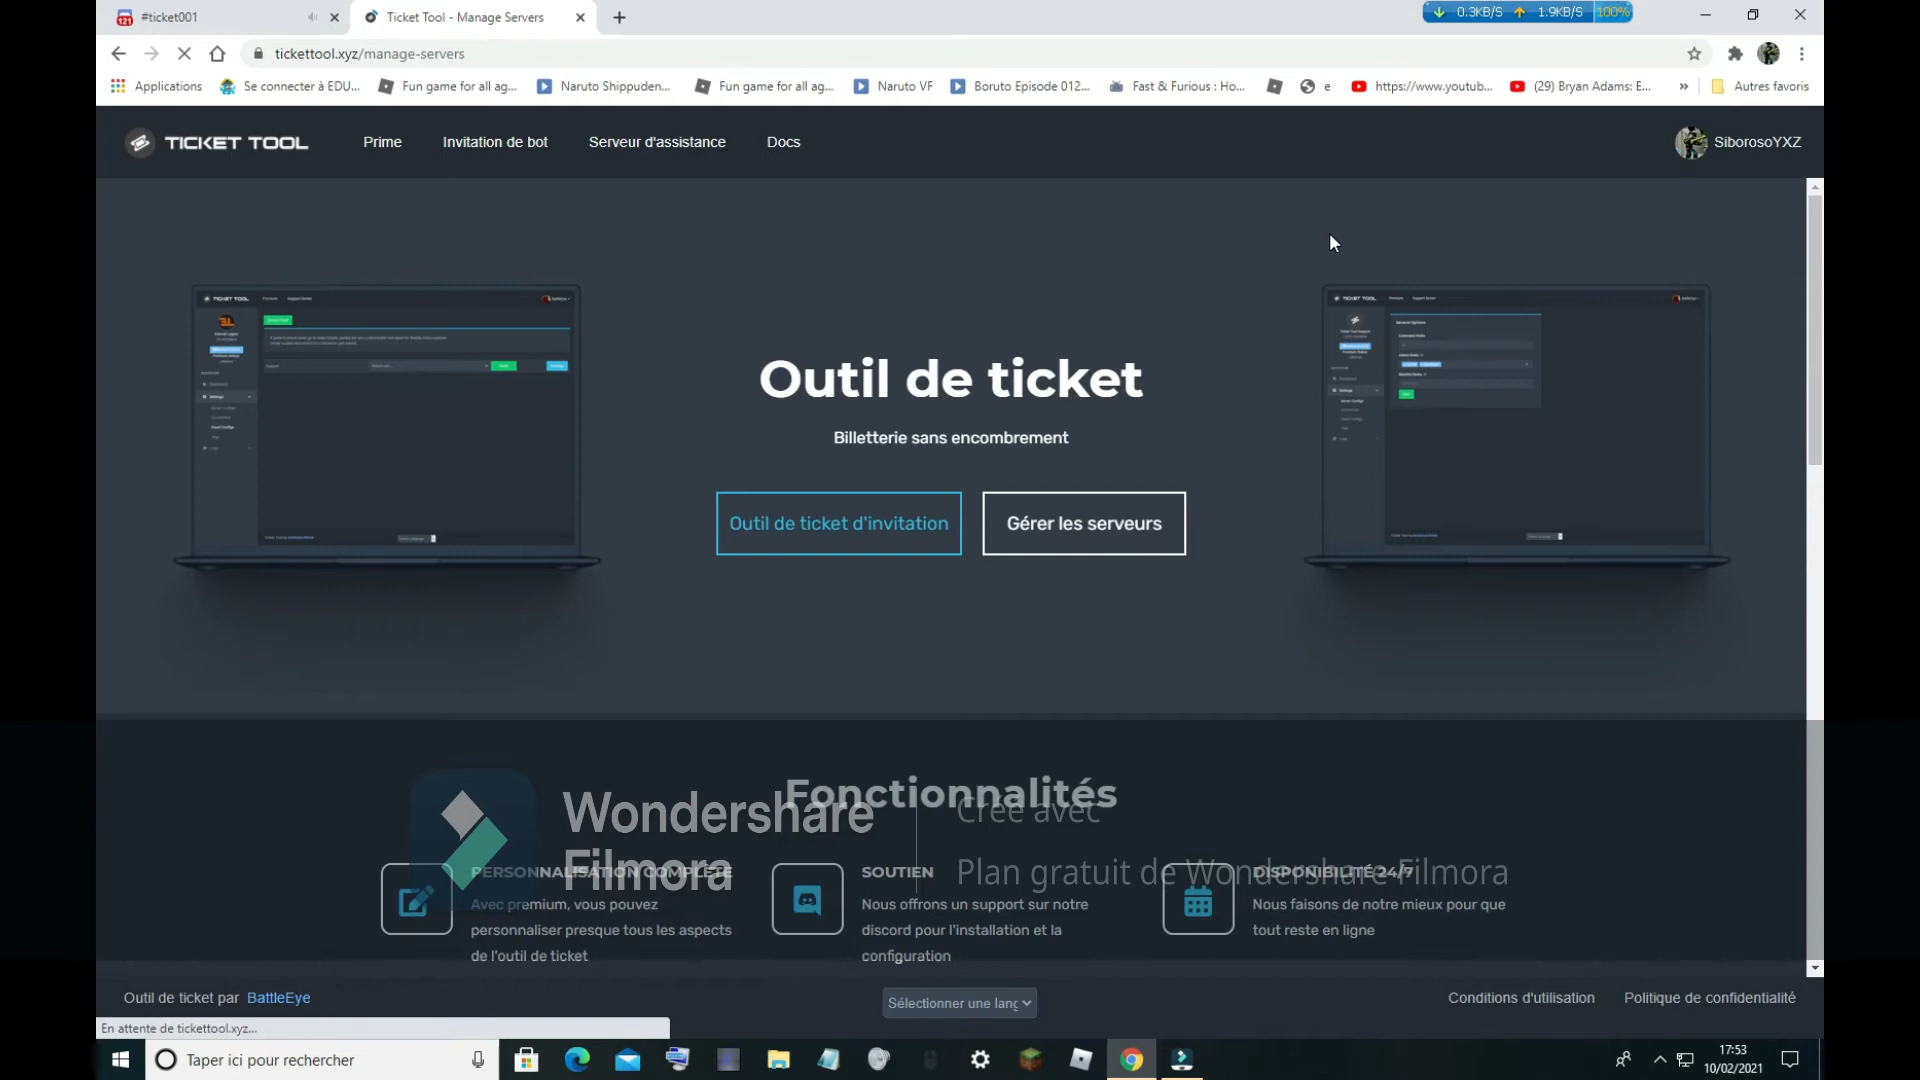 #ticket001
Ticket Tool - Manage Servers
0.3KB/S 1.9KB/S 100%
tickettool.xyz/manage-servers
Applications
Se connecter à EDU...
Fun game for all ag...
Naruto Shippuden...
Fun game for all ag...
Naruto VF
Boruto Episode 012...
Fast & Furious : Ho...
e
https://www.youtub...
(29) Bryan Adams: E...
»
Autres favoris
TICKET TOOL
Prime
Invitation de bot
Serveur d'assistance
Docs
SiborosoYXZ
Outil de ticket
Billetterie sans encombrement
Outil de ticket d'invitation
Gérer les serveurs
Fonctionnalités
Wondershare
Filmora
Crée avec
Plan gratuit de Wondershare Filmora
PERSONNALISATION COMPLÈTE
Avec premium, vous pouvez
personnaliser presque tous les aspects
de l'outil de ticket
SOUTIEN
Nous offrons un support sur notre
discord pour l'installation et la
configuration
DISPONIBILITÉ 24/7
Nous faisons de notre mieux pour que
tout reste en ligne
Outil de ticket par BattleEye
Sélectionner une lang
Conditions d'utilisation
Politique de confidentialité
En attente de tickettool.xyz...
Taper ici pour rechercher
17:53
10/02/2021